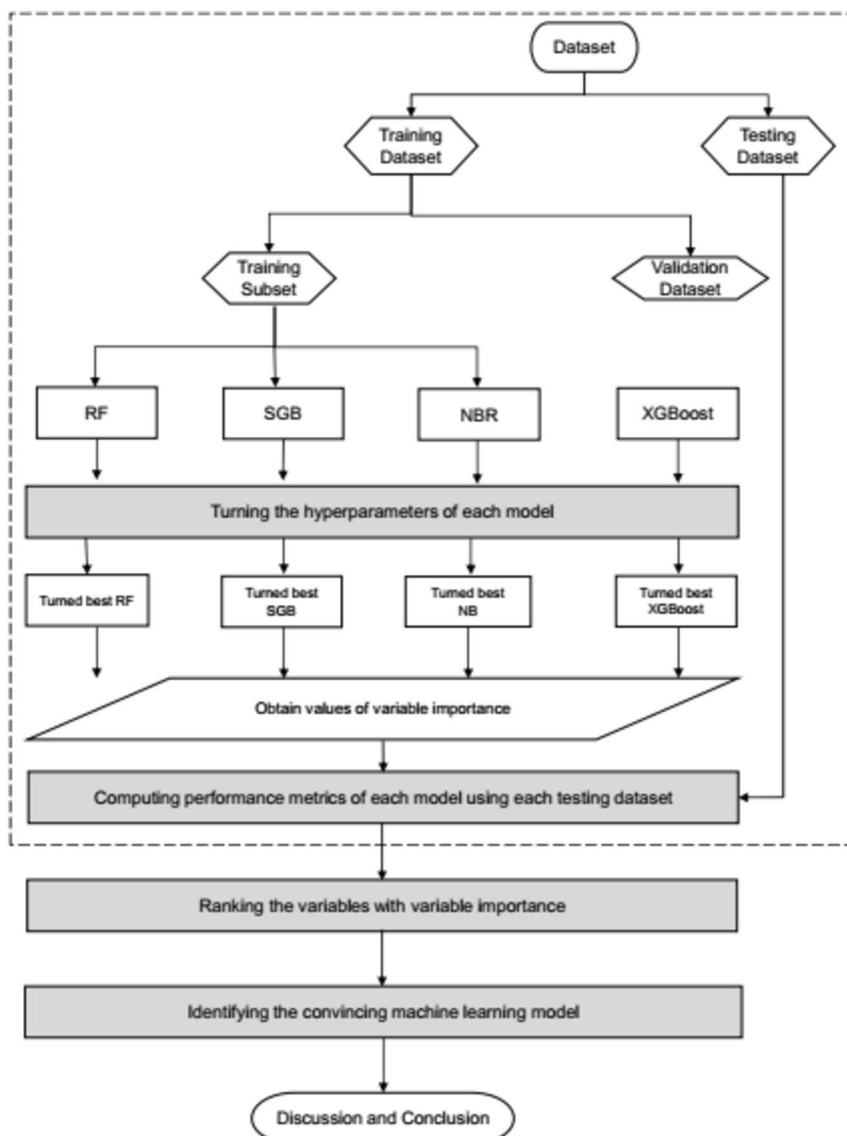 Dataset
Training
Dataset
Testing
Dataset
Training
Subset
Validation
Dataset
RF
SGB
NBR
XGBoost
Turning the hyperparameters of each model
Turned best RF
Turned best
SGB
Turned best
NB
Turned best
XGBoost
Obtain values of variable importance
Computing performance metrics of each model using each testing dataset
Ranking the variables with variable importance
Identifying the convincing machine learning model
Discussion and Conclusion